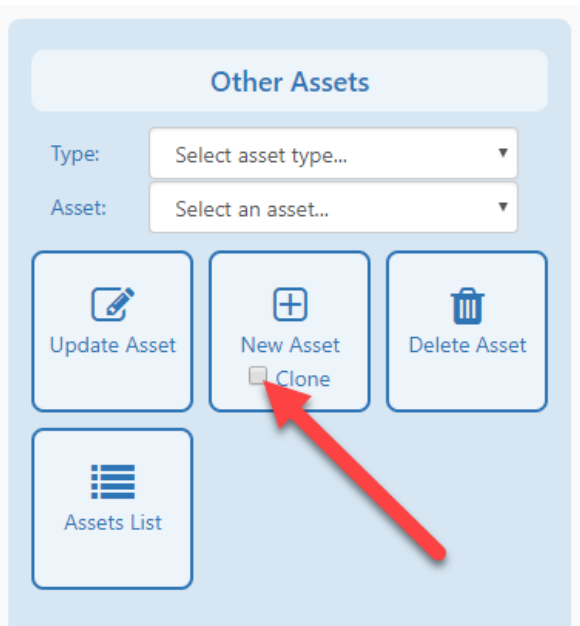 Other Assets
Type: Select asset type...
Asset: Select an asset...
Update Asset New Asset Delete Asset
Clone
Assets List